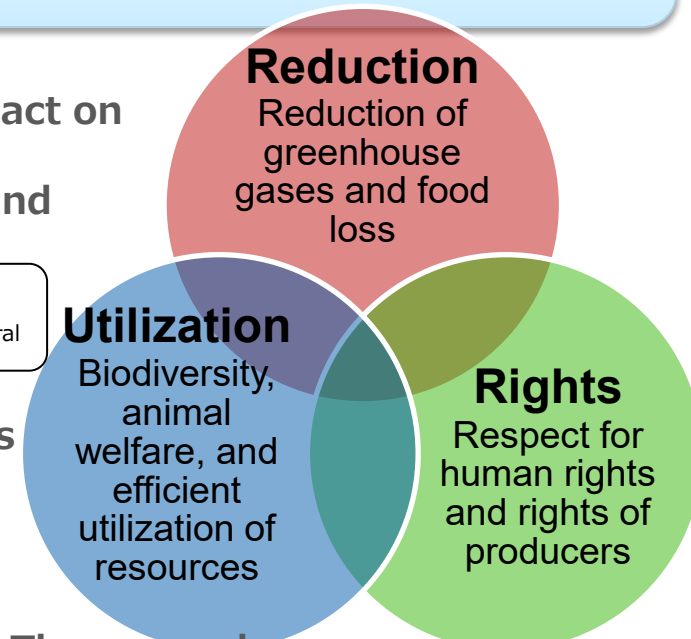 act on
nd
ral
s
Reduction
Reduction of
greenhouse
gases and food
loss
Utilization
Biodiversity,
animal
welfare, and
efficient
utilization of
resources
Rights
Respect for
human rights
and rights of
producers